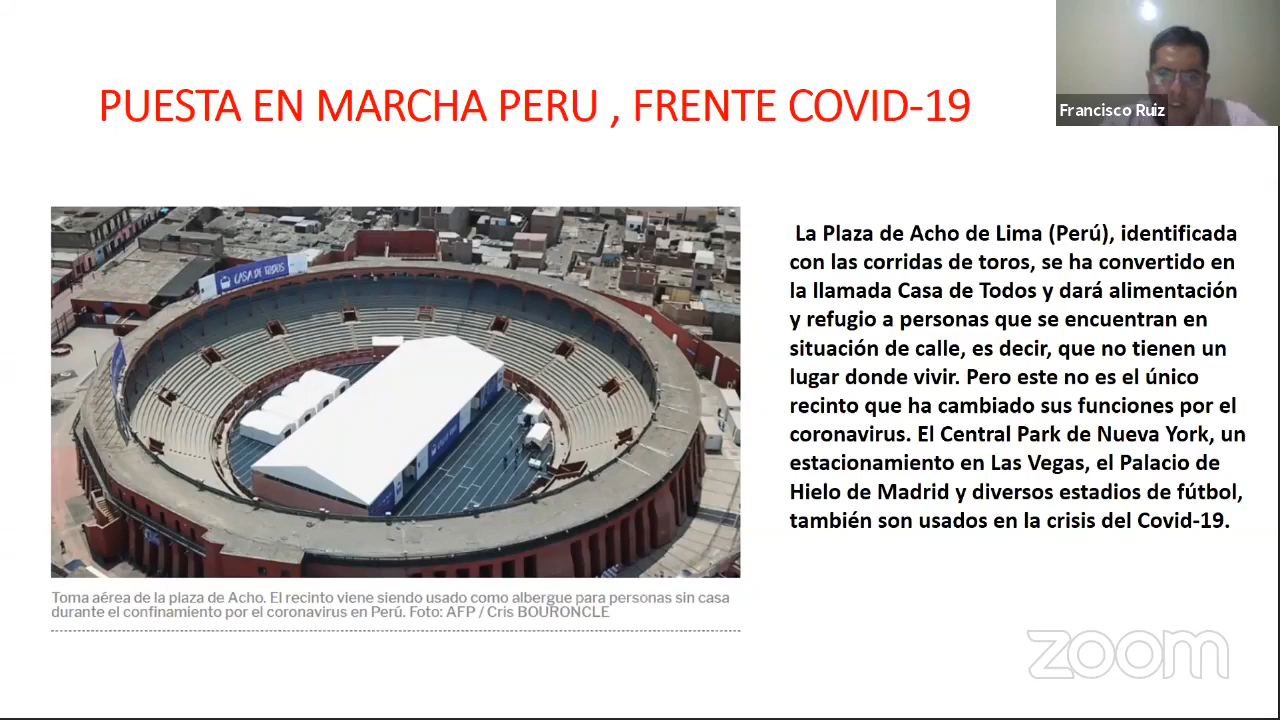 PUESTA EN MARCHA PERU , FRENTE COVID-19
Francisco Ruiz
CASA DE TODOS
La Plaza de Acho de Lima (Perú), identificada
con las corridas de toros, se ha convertido en
la llamada Casa de Todos y dará alimentación
y refugio a personas que se encuentran en
situación de calle, es decir, que no tienen un
lugar donde vivir. Pero este no es el único
recinto que ha cambiado sus funciones por el
coronavirus. El Central Park de Nueva York, un
estacionamiento en Las Vegas, el Palacio de
Hielo de Madrid y diversos estadios de fútbol,
también son usados en la crisis del Covid-19.
Toma aérea de la plaza de Acho. El recinto viene siendo usado como albergue para personas sin casa
durante el confinamiento por el coronavirus en Perú. Foto: AFP / Cris BOURONCLE
zoom